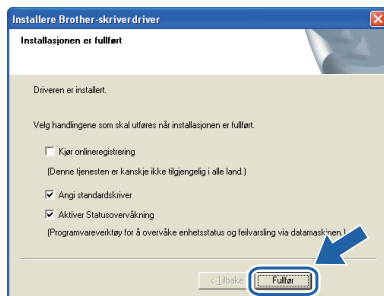 Installere Brother-skriverdriver
Installasjonen er fullført
Driveren er installert.
Velg handlingene som skal utføres når installasjonen er fullført.
Kjør onlineregistrering
(Denne tjenesten er kanskje ikke tilgjengelig i alle land.)
Angi standardskriver
Aktiver Statusovervåkning
(Programvareverktøy for å overvåke enhetsstatus og feilvarsling via datamaskinen.)
< Tilbake
Fullfør